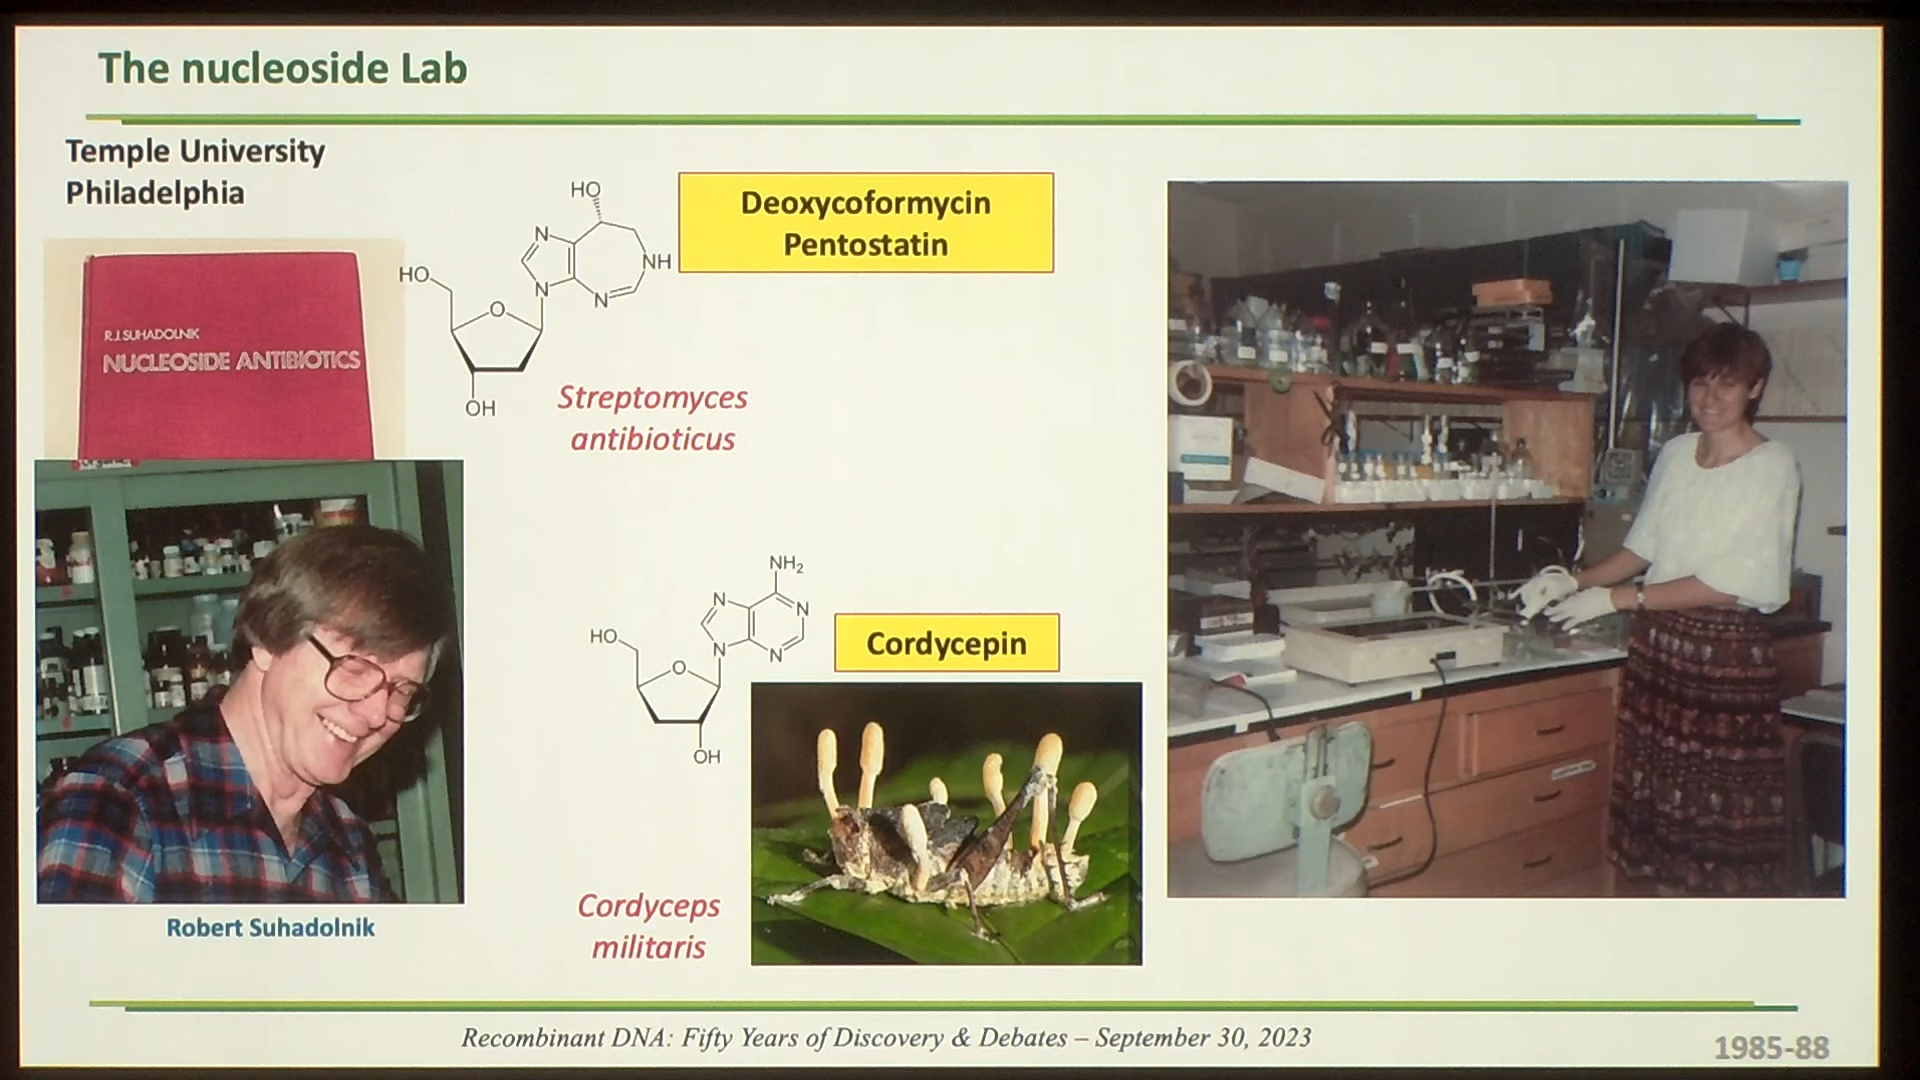 The nucleoside Lab
Temple University
Philadelphia
R.J.SUHADOLNIK
NUCLEOSIDE ANTIBIOTICS
HO
N
NH
HO
N
N
O
OH
Deoxycoformycin
Pentostatin
Streptomyces
antibioticus
NH2
N
N
HO
N
N
O
OH
Cordycepin
Cordyceps
militaris
Robert Suhadolnik
Recombinant DNA: Fifty Years of Discovery & Debates – September 30, 2023
1985-88